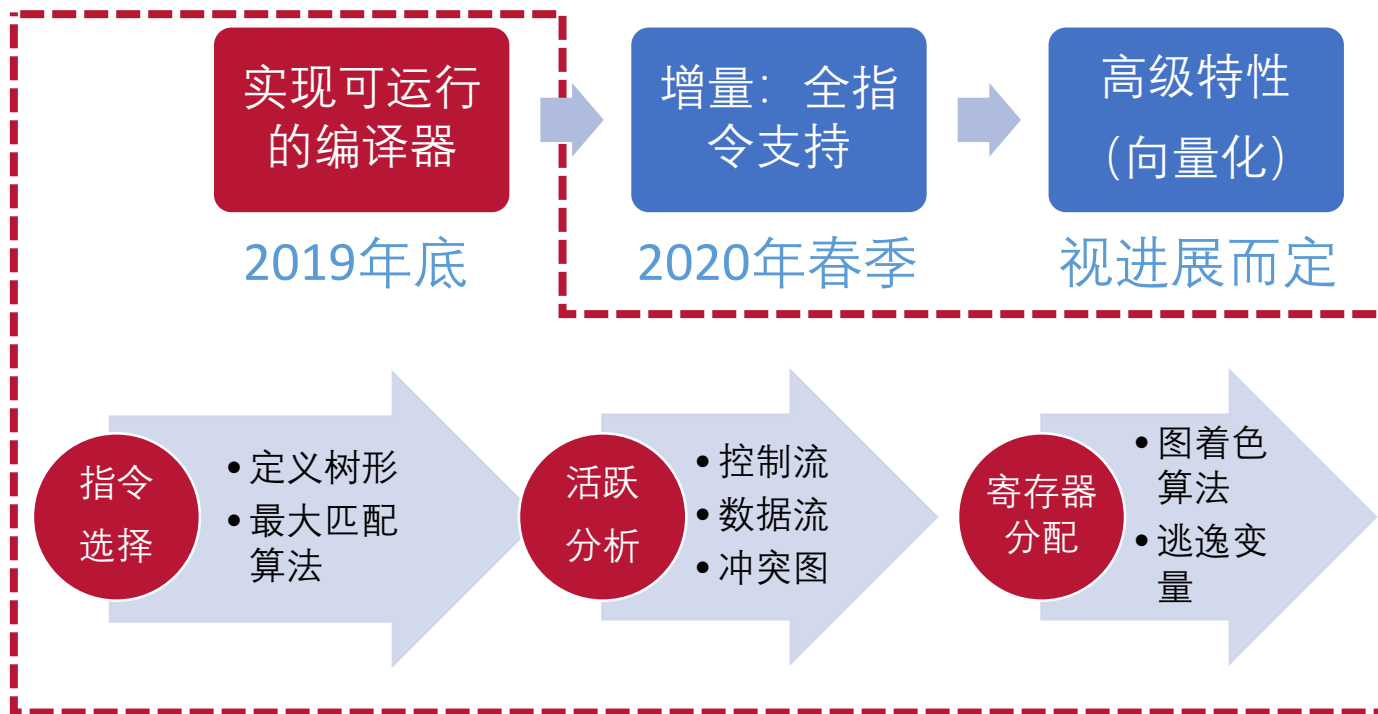 实现可运行
的编译器
增量：全指
令支持
高级特性
（向量化）
2019年底
2020年春季
视进展而定
指令
选择
• 定义树形
• 最大匹配
算法
活跃
分析
• 控制流
• 数据流
• 冲突图
寄存器
分配
• 图着色
算法
• 逃逸变
量